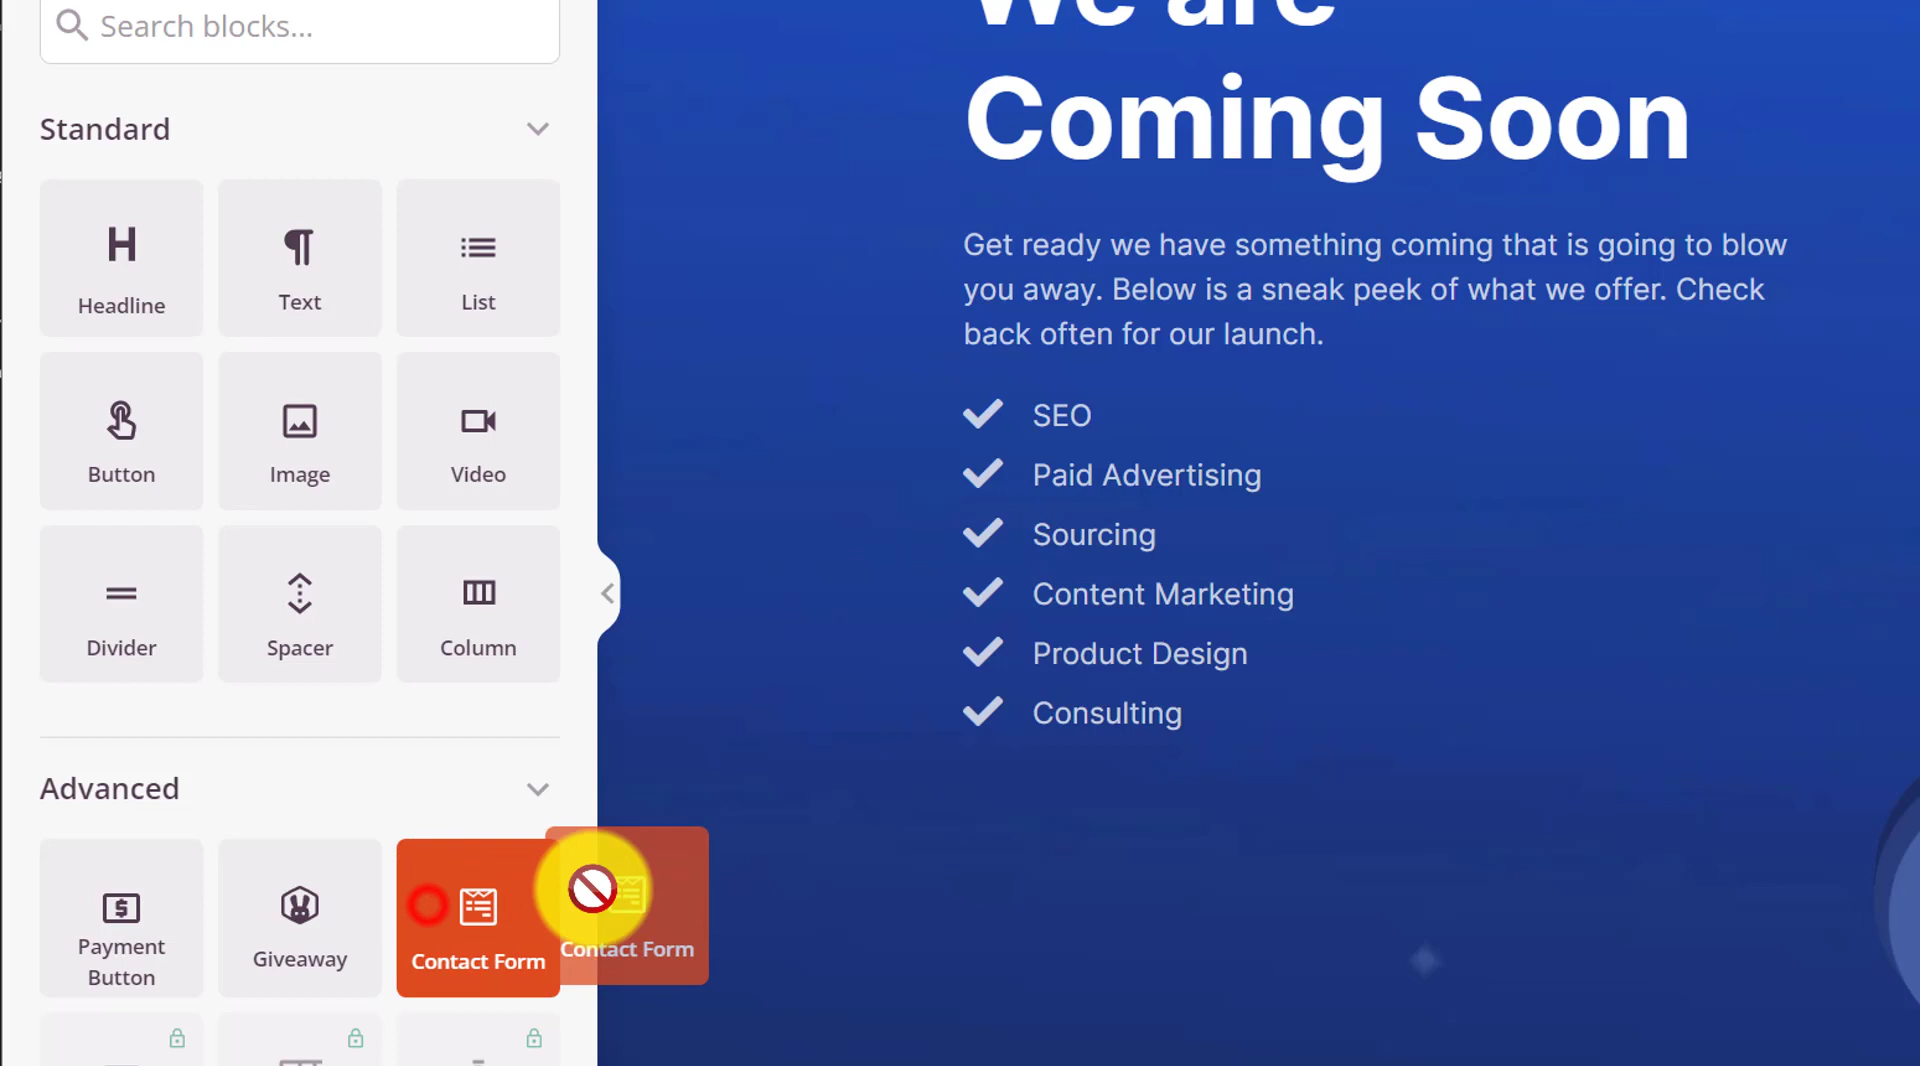 Search blocks...
Standard
Headline
Text
List
Button
Image
Video
Divider
Spacer
Column
Advanced
Payment
Button
Giveaway
Contact Form
Contact Form
We are
Coming Soon
Get ready we have something coming that is going to blow
you away. Below is a sneak peek of what we offer. Check
back often for our launch.
SEO
Paid Advertising
Sourcing
Content Marketing
Product Design
Consulting